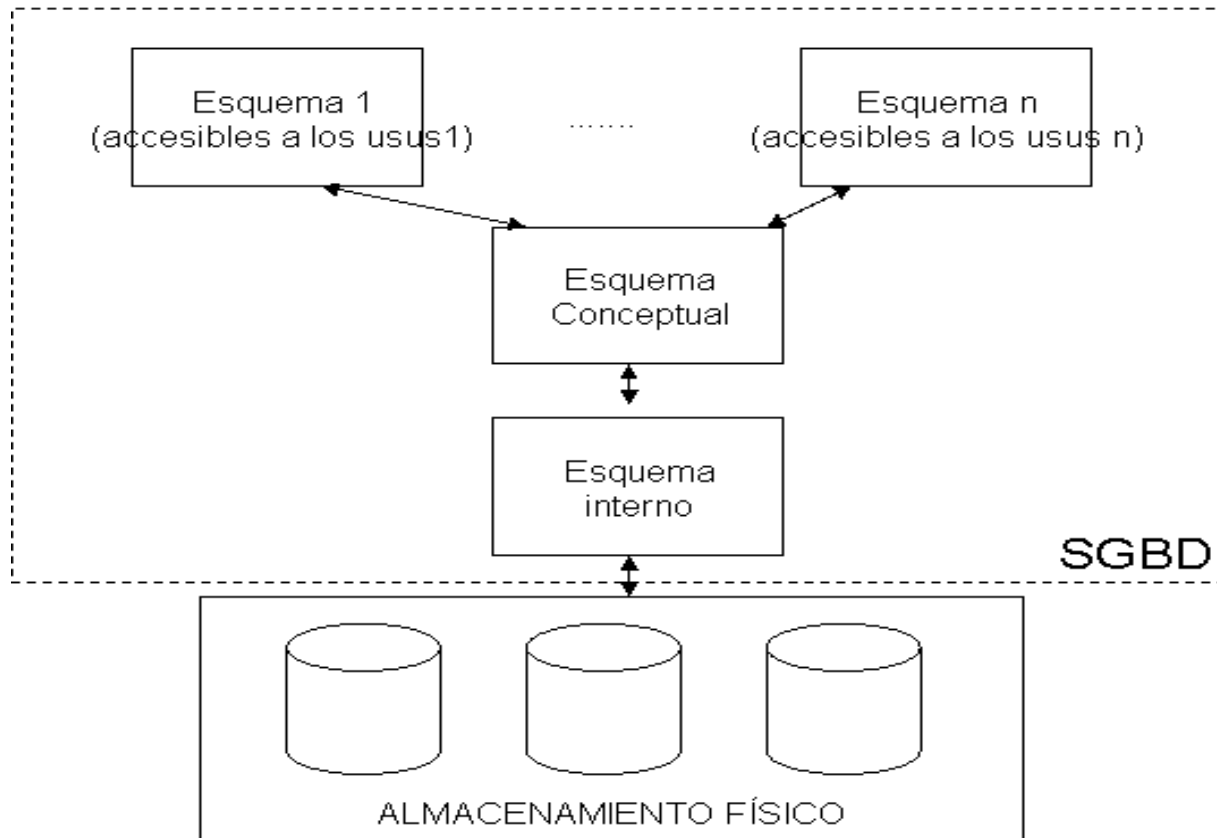 Esquema 1
(accesibles a los usus1)
.......
Esquema n
(accesibles a los usus n)
Esquema
Conceptual
Esquema
interno
SGBD
ALMACENAMIENTO FÍSICO